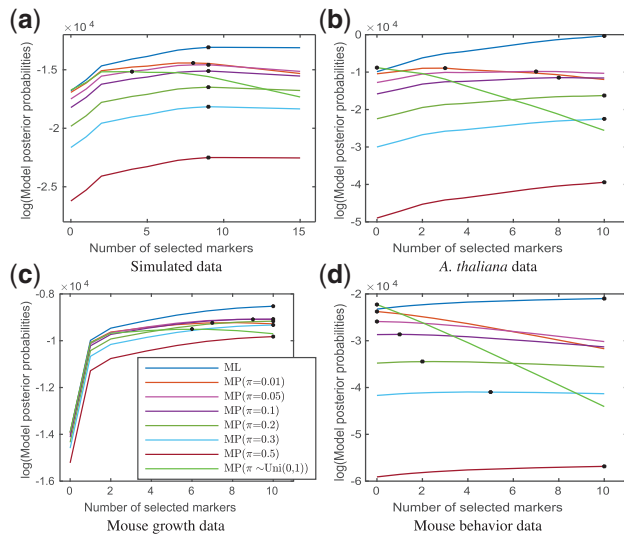 (a)
× 10⁴
-1.5
-2
-2.5
log(Model posterior probabilities)
0 5 10 15
Number of selected markers
Simulated data
(b)
× 10⁴
0
-1
-2
-3
-4
-5
log(Model posterior probabilities)
0 2 4 6 8 10
Number of selected markers
A. thaliana data
(c)
× 10⁴
-0.8
-1
-1.2
-1.4
-1.6
log(Model posterior probabilities)
ML
MP(π=0.01)
MP(π=0.05)
MP(π=0.1)
MP(π=0.2)
MP(π=0.3)
MP(π=0.5)
MP(π ∼Uni(0,1))
0 2 4 6 8 10
Number of selected markers
Mouse growth data
(d)
× 10⁴
-2
-3
-4
-5
-6
log(Model posterior probabilities)
0 2 4 6 8 10
Number of selected markers
Mouse behavior data